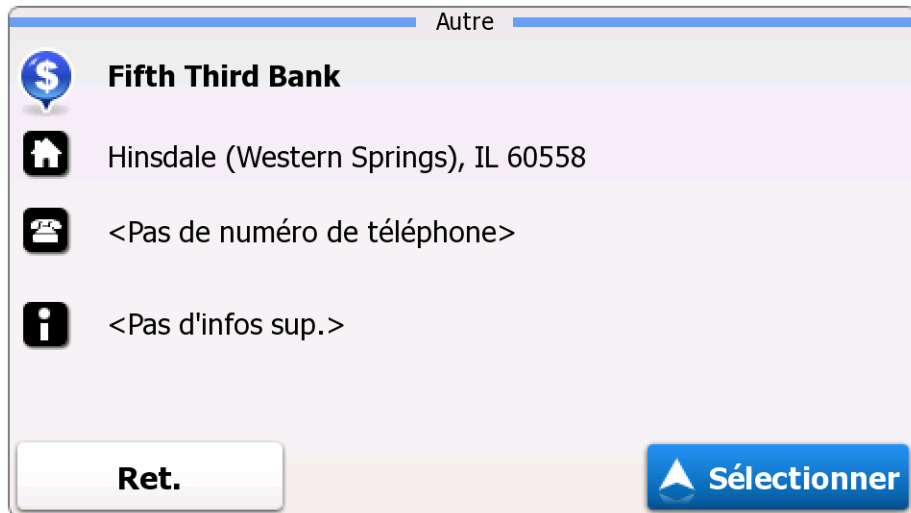 Autre
Fifth Third Bank
Hinsdale (Western Springs), IL 60558
<Pas de numéro de téléphone>
<Pas d'infos sup.>
Ret.
Sélectionner